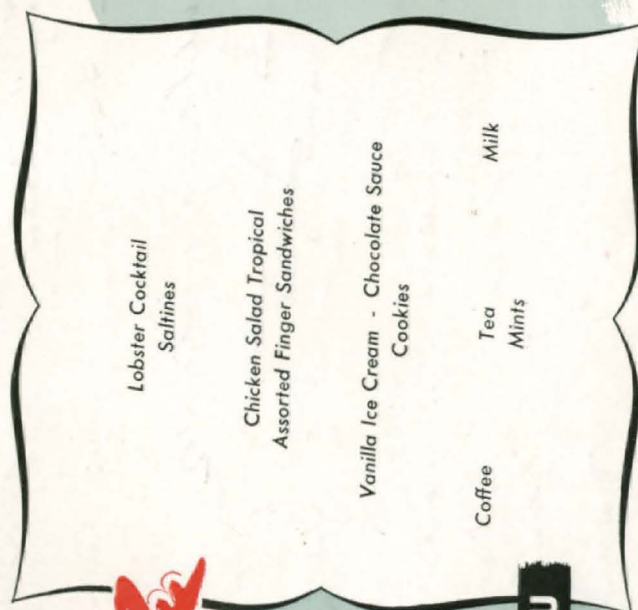 Lobster Cocktail
Saltines
Chicken Salad Tropical
Assorted Finger Sandwiches
Vanilla Ice Cream - Chocolate Sauce
Cookies
Coffee Tea Milk
Mints